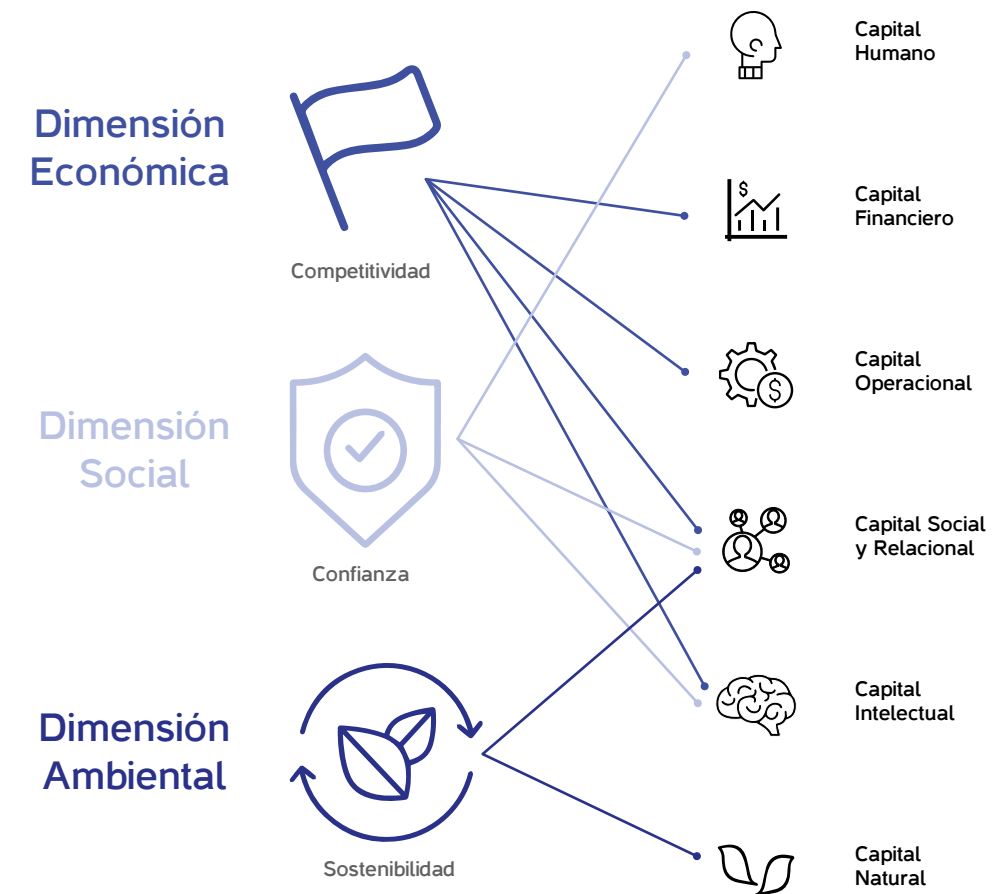 Dimensión
Económica
Competitividad
Dimensión
Social
Confianza
Dimensión
Ambiental
Sostenibilidad
Capital
Humano
$
Capital
Financiero
$
Capital
Operacional
Capital Social
y Relacional
Capital
Intelectual
Capital
Natural